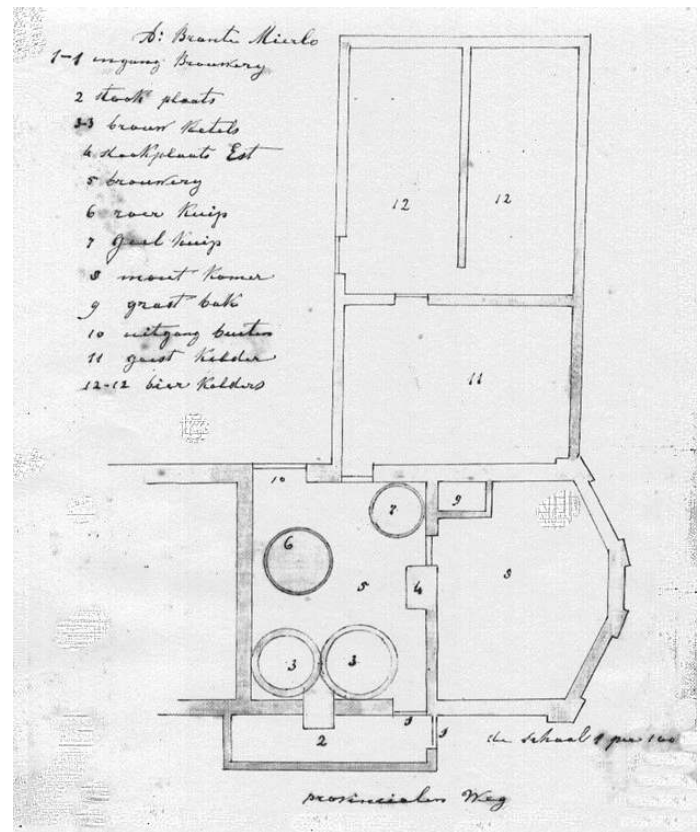 A: Brants Mierlo
1-1 ingang Brouwery
2 stook plaats
3-3 brouw Ketels
4 stookplaats Est
5 brouwery
6 roer Kuip
7 geil Kuip
8 mout Kamer
9 grast bak
10 uitgang buiten
11 geist Kelder
12-12 bier Kelders
12
12
11
10
7
9
6
5
4
8
3
3
1
2
1
de schaal 1 per 100
provincialen Weg